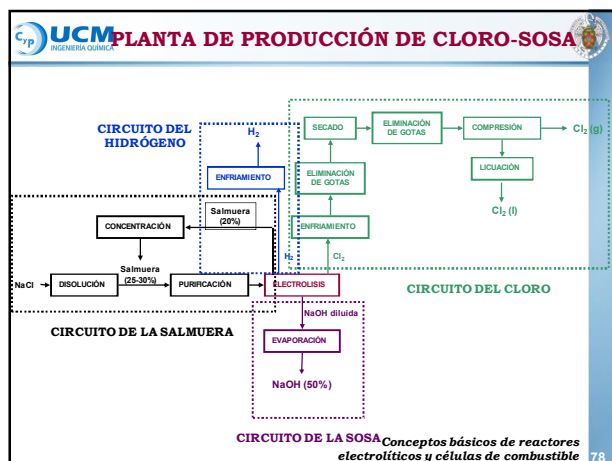 CyP UCM
INGENIERÍA QUÍMICA
PLANTA DE PRODUCCIÓN DE CLORO-SOSA
CIRCUITO DEL
HIDRÓGENO
H2
ENFRIAMIENTO
SECADO
ELIMINACIÓN
DE GOTAS
COMPRESIÓN
Cl2 (g)
ELIMINACIÓN
DE GOTAS
LICUACIÓN
Cl2 (l)
ENFRIAMIENTO
CONCENTRACIÓN
Salmuera
(20%)
H2
Cl2
NaCl
DISOLUCIÓN
Salmuera
(25-30%)
PURIFICACIÓN
ELECTROLISIS
CIRCUITO DEL CLORO
CIRCUITO DE LA SALMUERA
NaOH diluida
EVAPORACIÓN
NaOH (50%)
CIRCUITO DE LA SOSA
Conceptos básicos de reactores
electrolíticos y células de combustible
78